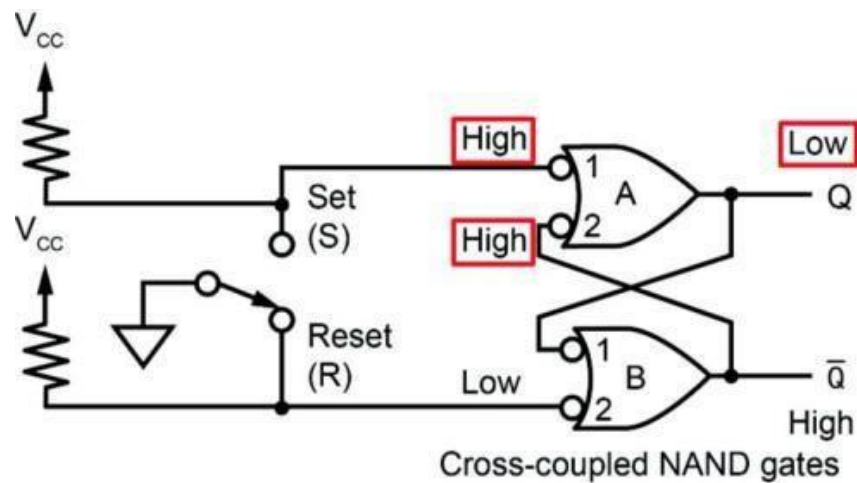 VCC
High
Low
1
A
Q
2
Set
(S)
High
VCC
Reset
(R)
1
B
Q̅
2
Low
High
Cross-coupled NAND gates